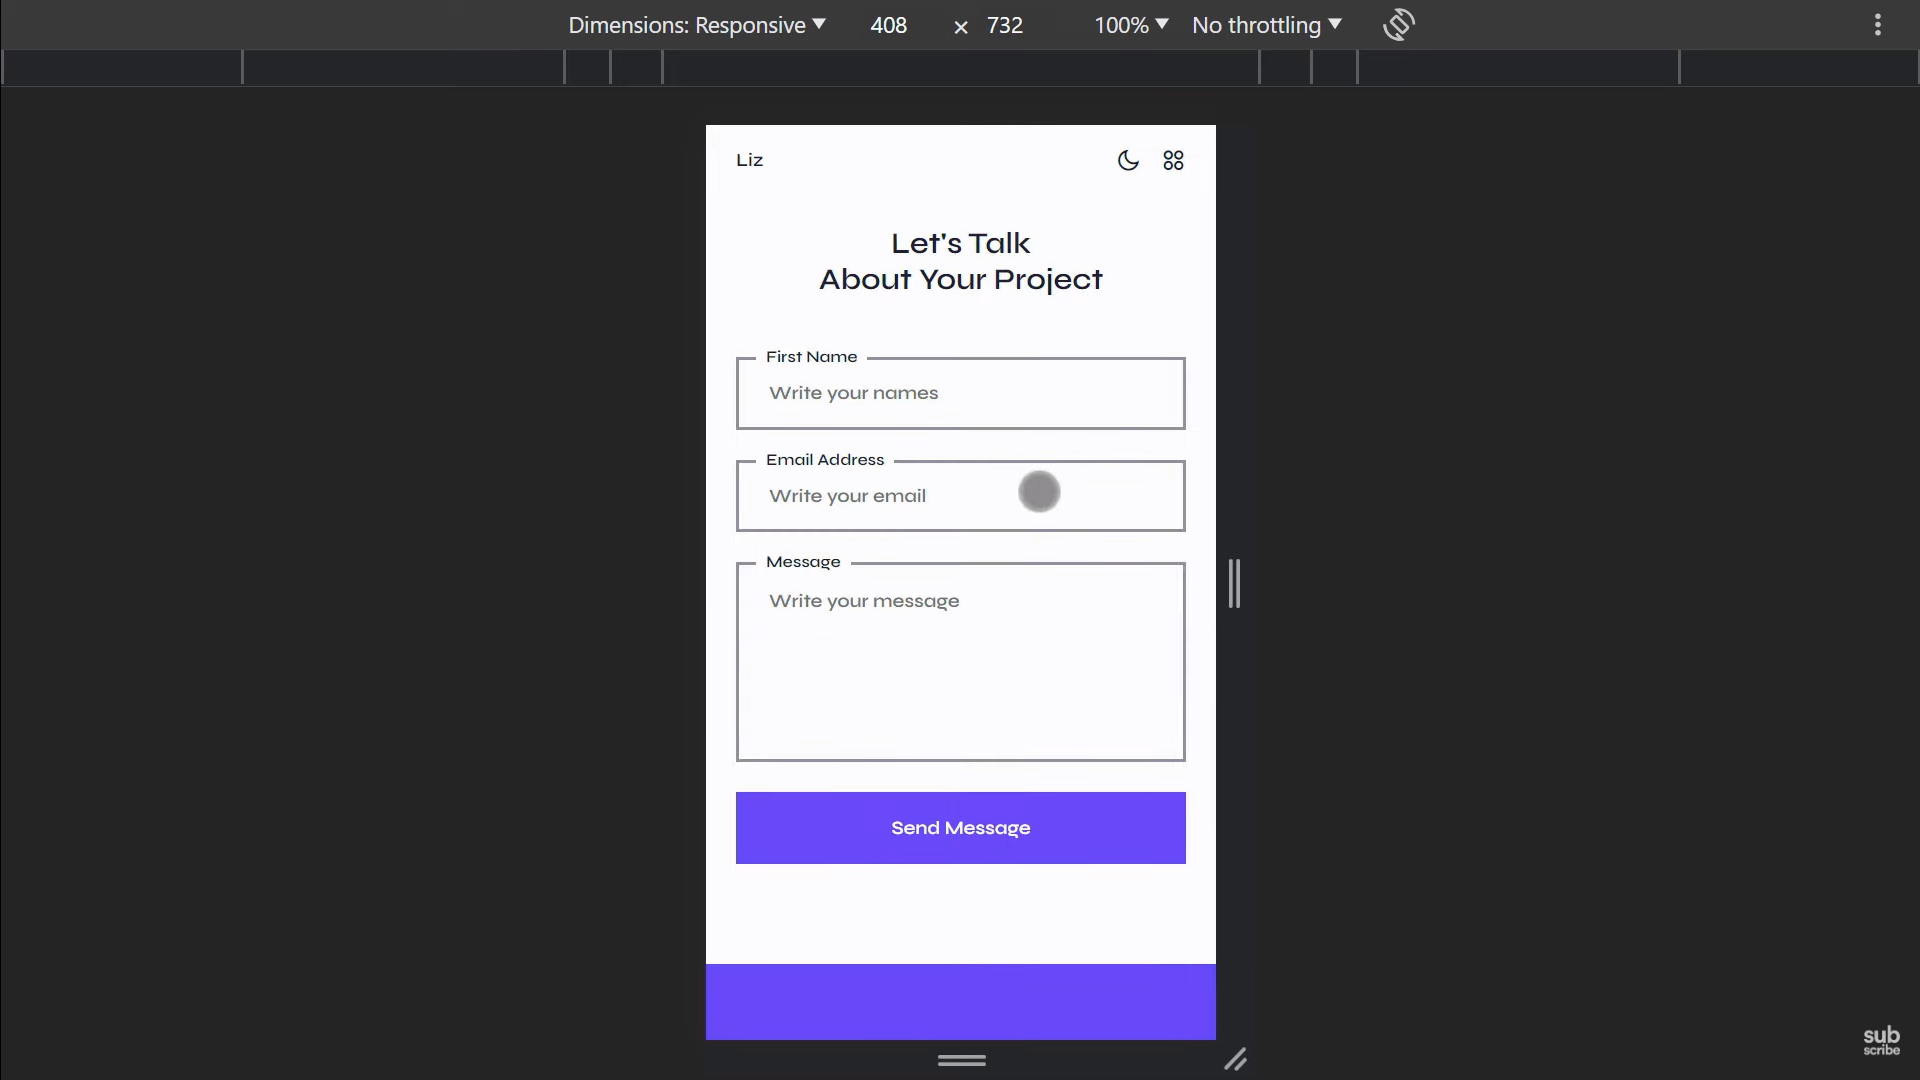 Dimensions: Responsive 408 × 732 100% No throttling
Liz
Let's Talk
About Your Project
First Name
Write your names
Email Address
Write your email
Message
Write your message
Send Message
sub
scribe